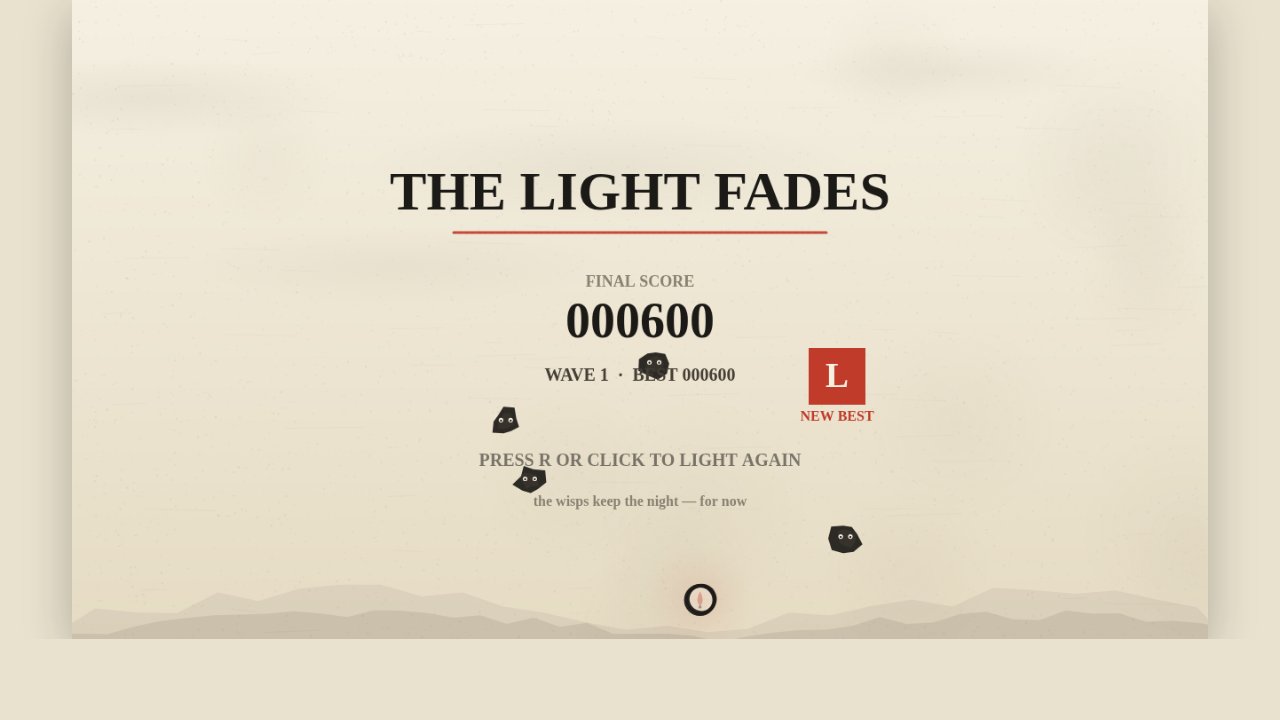 THE LIGHT FADES
FINAL SCORE
000600
WAVE 1 · BEST 000600
L
NEW BEST
PRESS R OR CLICK TO LIGHT AGAIN
the wisps keep the night — for now